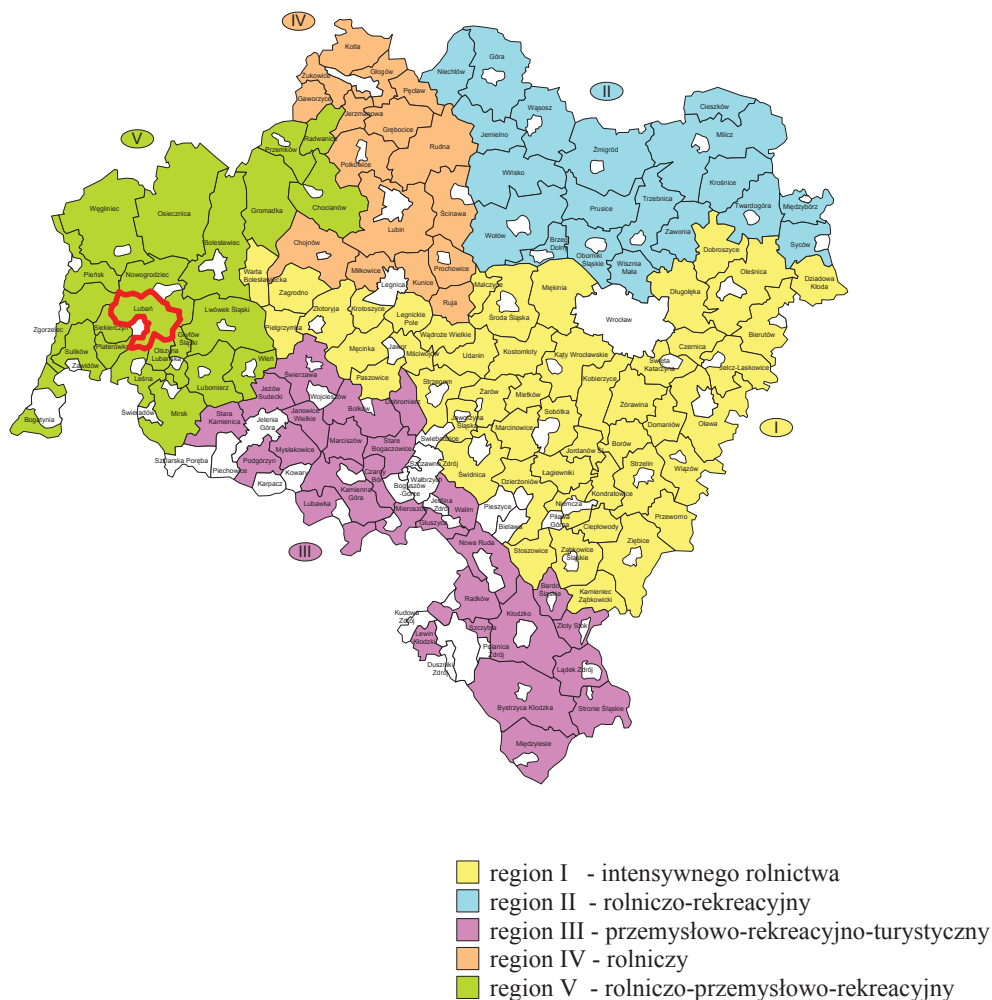 IV
Kotla
Góra
Niechlów
Głogów
Żukowice
Pęcław
Gaworzyce
II
Cieszków
Wąsosz
Jerzmanowa
Grębocice
Jemielno
Milicz
V
Radwanice
Przemków
Rudna
Żmigród
Polkowice
Wińsko
Krośnice
Węgliniec
Osiecznica
Gromadka
Chocianów
Ścinawa
Prusice
Trzebnica
Twardogóra
Międzybórz
Lubin
Wołów
Zawonia
Syców
Bolesławiec
Chojnów
Brzeg
Dolny
Oborniki
Śląskie
Wisznia
Mała
Dobroszyce
Pieńsk
Nowogrodziec
Warta
Bolesławiecka
Miłkowice
Prochowice
Kunice
Legnica
Malczyce
Miękinia
Oleśnica
Dziadowa
Kłoda
Długołęka
Zagrodno
Ruja
Lubań
Lwówek Śląski
Złotoryja
Krotoszyce
Legnickie
Pole
Środa Śląska
Wrocław
Zgorzelec
Siekierczyn
Pielgrzymka
Wądroże Wielkie
Bierutów
Gryfów
Śląski
Sulików
Platerówka
Olszyna
Lubańska
Męcinka
Jawor
Mściwojów
Udanin
Kostomłoty
Kąty Wrocławskie
Czernica
Zawidów
Wleń
Święta
Katarzyna
Jelcz-Laskowice
Leśna
Lubomierz
Świerzawa
Paszowice
Strzegom
Kobierzyce
Bogatynia
Świeradów
Mirsk
Jeżów
Sudecki
Wojcieszów
Bolków
Dobromierz
Żarów
Mietków
Żórawina
Stara
Kamienica
Janowice
Wielkie
Jaworzyna
Śląska
Sobótka
Domaniów
Oława
I
Jelenia
Góra
Marciszów
Stare
Bogaczowice
Świebodzice
Marcinowice
Borów
Mysłakowice
Jordanów Śl.
Szklarska Poręba
Podgórzyn
Szczawno Zdrój
Strzelin
Wiązów
Piechowice
Kowary
Czarny
Bór
Wałbrzych
Świdnica
Łagiewniki
Karpacz
Kamienna
Góra
Boguszów
-Gorce
Dzierżoniów
Kondratowice
Lubawka
Jedlina
Zdrój
Pieszyce
Niemcza
Mieroszów
Walim
Piława
Górna
Przeworno
Głuszyca
Bielawa
Ciepłowody
III
Nowa Ruda
Stoszowice
Ząbkowice
Śląskie
Ziębice
Bardo
Śląskie
Kamieniec
Ząbkowicki
Radków
Kudowa
Zdrój
Kłodzko
Szczytna
Złoty Stok
Lewin
Kłodzki
Polanica
Zdrój
Duszniki
Zdrój
Lądek Zdrój
Bystrzyca Kłodzka
Stronie Śląskie
Międzylesie
region I - intensywnego rolnictwa
region II - rolniczo-rekreacyjny
region III - przemysłowo-rekreacyjno-turystyczny
region IV - rolniczy
region V - rolniczo-przemysłowo-rekreacyjny